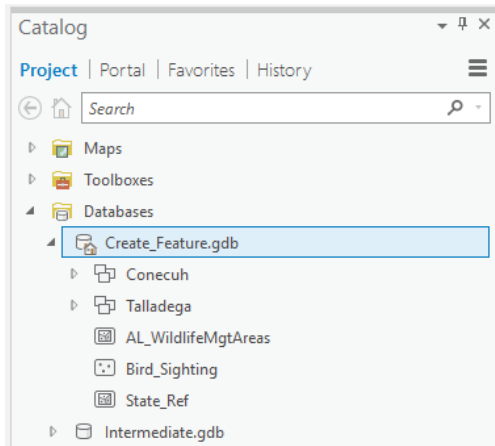 Catalog
Project | Portal | Favorites | History
Search
Maps
Toolboxes
Databases
Create_Feature.gdb
Conecuh
Talladega
AL_WildlifeMgtAreas
Bird_Sighting
State_Ref
Intermediate.gdb